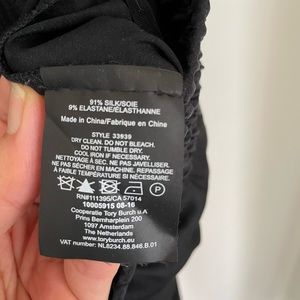 91% SILK/SOIE
9% ELASTANE/ÉLASTHANNE
Made in China/Fabriqué en Chine
STYLE 33939
DRY CLEAN. DO NOT BLEACH.
DO NOT TUMBLE DRY.
COOL IRON IF NECESSARY.
NETTOYAGE À SEC. NE PAS JAVELLISER.
NE PAS SÉCHER EN MACHINE. REPASSER
À FAIBLE TEMPÉRATURE SI NÉCESSAIRE.
RN#111395/CA 57014
10005915 08-16
Cooperatie Tory Burch u.A
Prins Bernhardplein 200
1097 Amsterdam
The Netherlands
www.toryburch.com
VAT number: NL8234.88.846.B.01